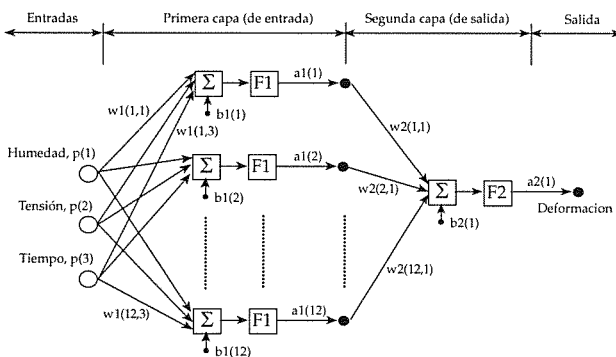 Entradas Primera capa (de entrada) Segunda capa (de salida) Salida
Σ F1 a1(1)
w1(1,1) b1(1)
w1(1,3) w2(1,1)
Humedad, p(1) Σ F1 a1(2)
b1(2) w2(2,1) Σ F2 a2(1)
Tensión, p(2) b2(1) Deformacion
Tiempo, p(3) w2(12,1)
w1(12,3) Σ F1 a1(12)
b1(12)